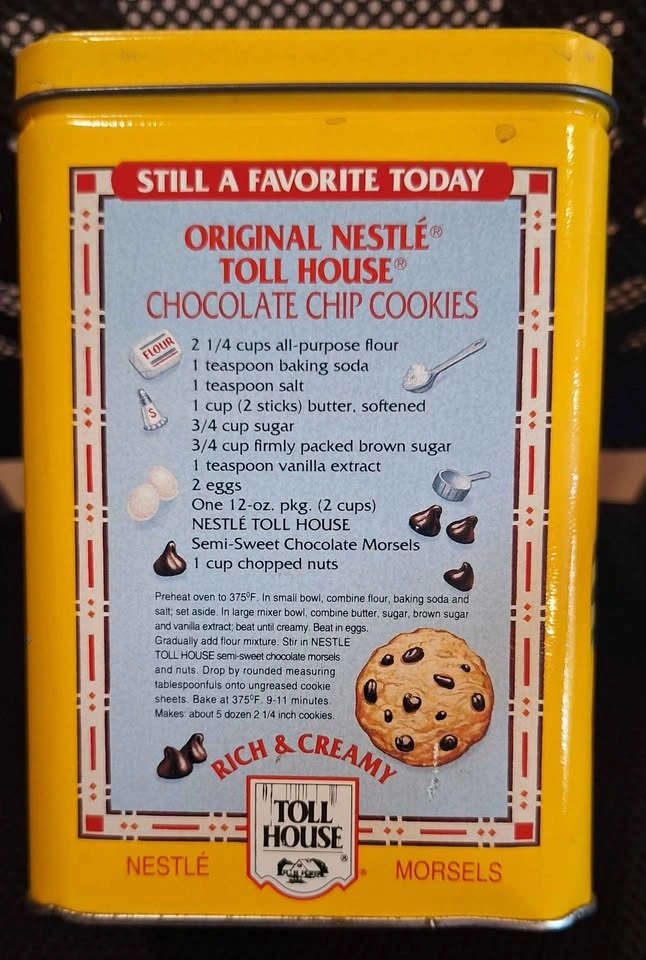 STILL A FAVORITE TODAY
ORIGINAL NESTLÉ®
TOLL HOUSE®
CHOCOLATE CHIP COOKIES
FLOUR
2 1/4 cups all-purpose flour
1 teaspoon baking soda
1 teaspoon salt
S
1 cup (2 sticks) butter, softened
3/4 cup sugar
3/4 cup firmly packed brown sugar
1 teaspoon vanilla extract
2 eggs
One 12-oz. pkg. (2 cups)
NESTLÉ TOLL HOUSE
Semi-Sweet Chocolate Morsels
1 cup chopped nuts
Preheat oven to 375°F. In small bowl, combine flour, baking soda and
salt; set aside. In large mixer bowl, combine butter, sugar, brown sugar
and vanilla extract; beat until creamy. Beat in eggs.
Gradually add flour mixture. Stir in NESTLÉ
TOLL HOUSE semi-sweet chocolate morsels
and nuts. Drop by rounded measuring
tablespoonfuls onto ungreased cookie
sheets. Bake at 375°F. 9-11 minutes.
Makes: about 5 dozen 2 1/4 inch cookies.
RICH & CREAMY
TOLL
HOUSE®
NESTLÉ ® MORSELS